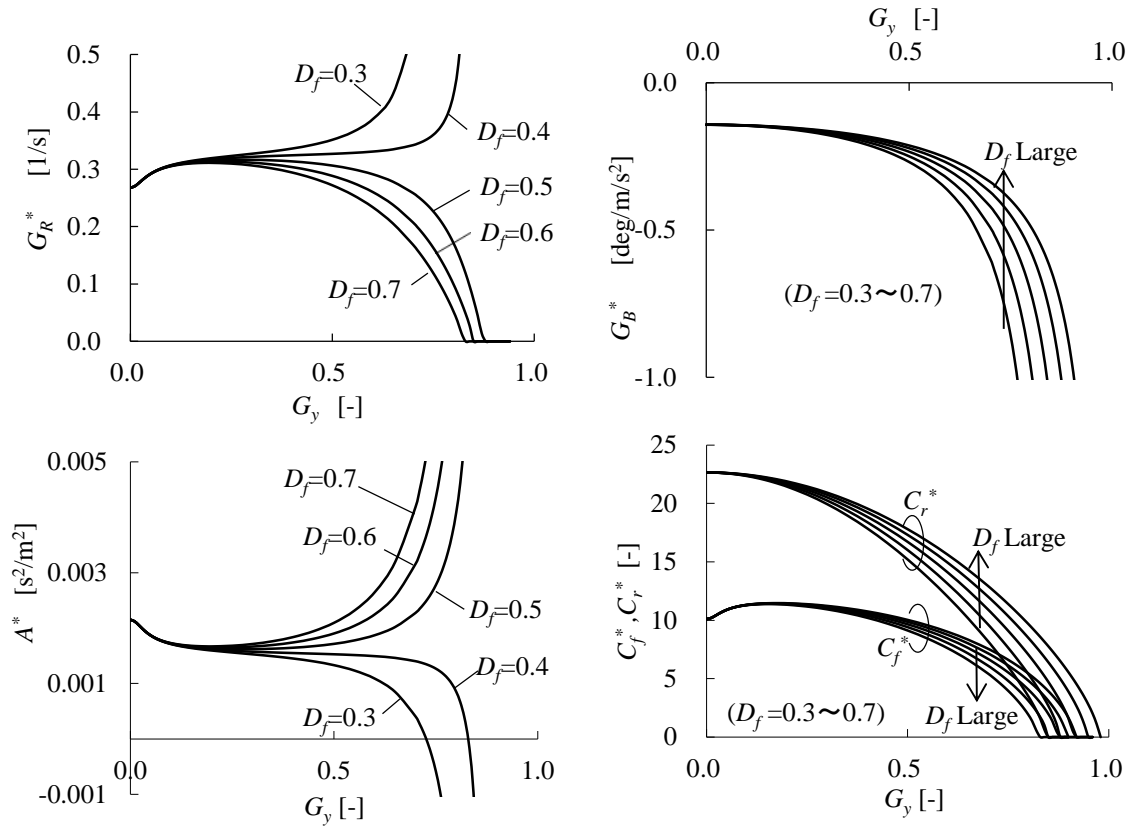 0.5
0.4
0.3
0.2
0.1
0.0
G_R^* [1/s]
D_f=0.3
D_f=0.4
D_f=0.5
D_f=0.6
D_f=0.7
0.0 0.5 1.0
G_y [-]
G_y [-]
0.0 0.5 1.0
0.0
-0.5
-1.0
G_B^* [deg/m/s²]
D_f Large
(D_f=0.3～0.7)
0.005
0.003
0.001
-0.001
A^* [s²/m²]
D_f=0.7
D_f=0.6
D_f=0.5
D_f=0.4
D_f=0.3
0.0 0.5 1.0
G_y [-]
25
20
15
10
5
0
C_f^*, C_r^* [-]
C_r^*
D_f Large
C_f^*
D_f Large
(D_f=0.3～0.7)
0.0 0.5 1.0
G_y [-]